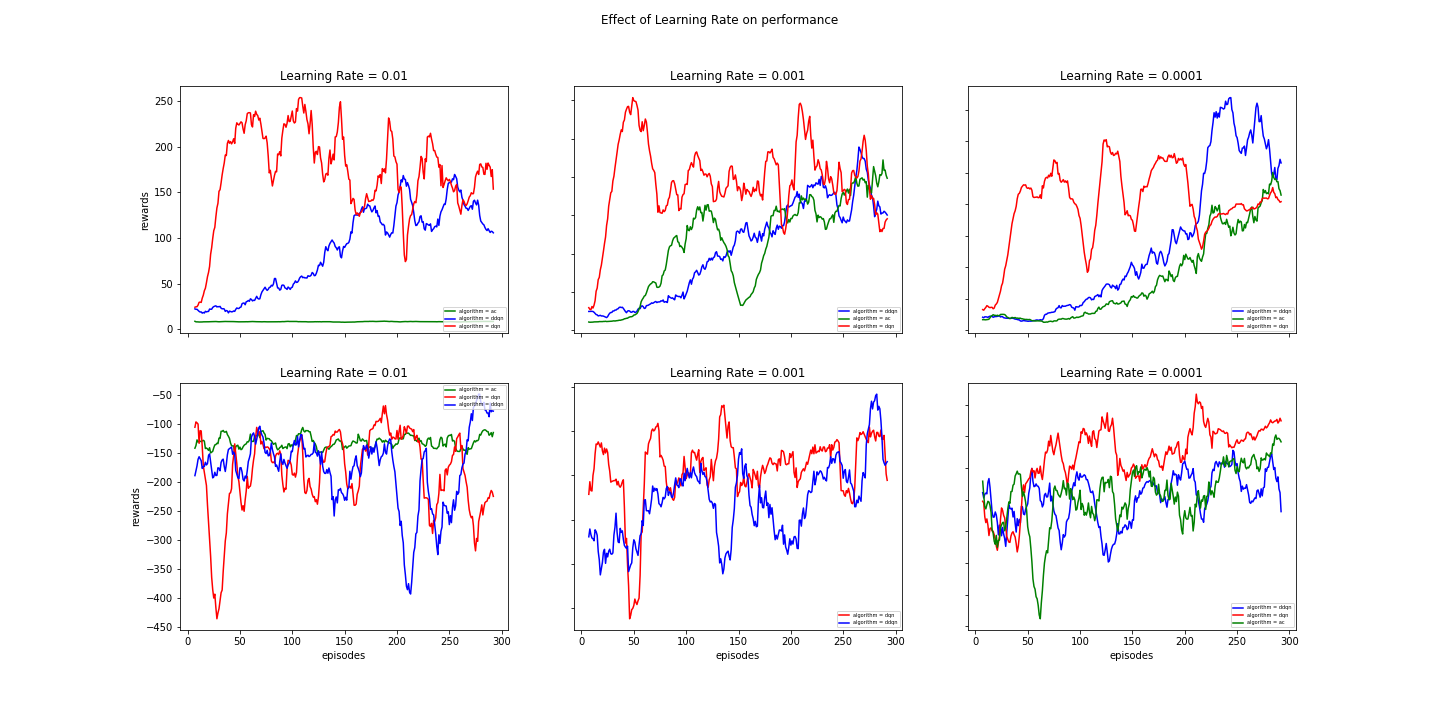 Effect of Learning Rate on performance
Learning Rate = 0.01
Learning Rate = 0.001
Learning Rate = 0.0001
rewards
250
200
150
100
50
0
algorithm = ac
algorithm = ddqn
algorithm = dqn
algorithm = ddqn
algorithm = ac
algorithm = dqn
algorithm = ddqn
algorithm = ac
algorithm = dqn
Learning Rate = 0.01
Learning Rate = 0.001
Learning Rate = 0.0001
rewards
−50
−100
−150
−200
−250
−300
−350
−400
−450
algorithm = ac
algorithm = dqn
algorithm = ddqn
algorithm = dqn
algorithm = ddqn
algorithm = ddqn
algorithm = dqn
algorithm = ac
0 50 100 150 200 250 300
0 50 100 150 200 250 300
0 50 100 150 200 250 300
episodes
episodes
episodes